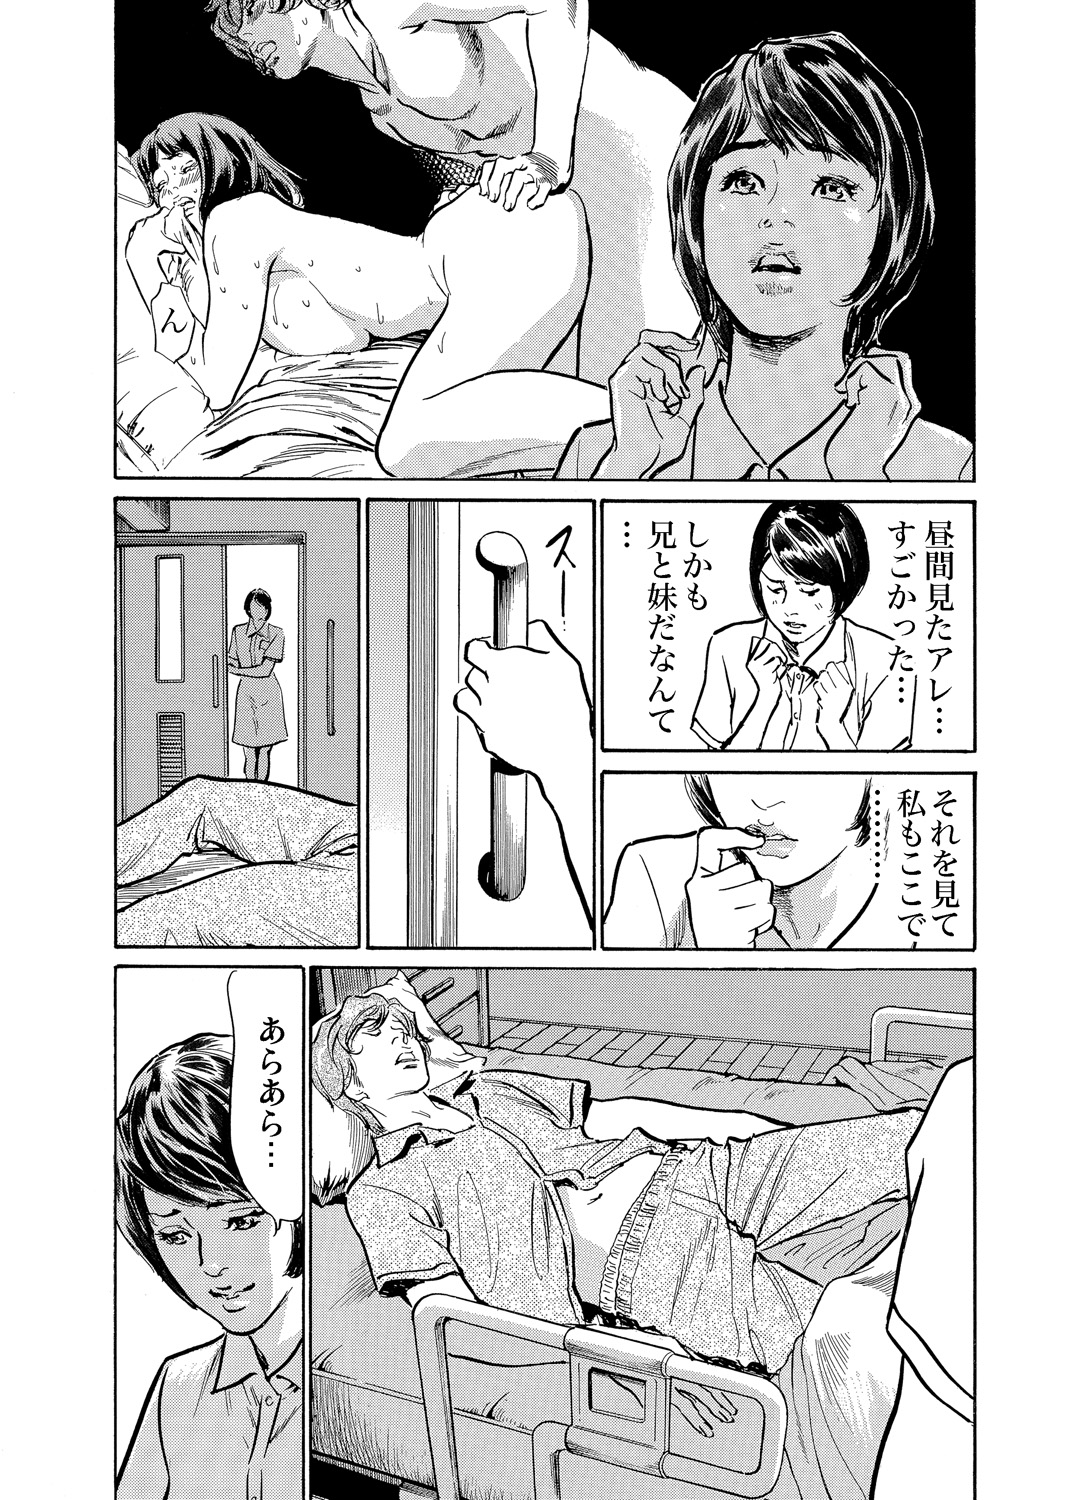 ん
昼間見たアレ…
すごかった…
しかも
兄と妹だなんて
…
それを見て
私もここで
………
スー
あらあら…